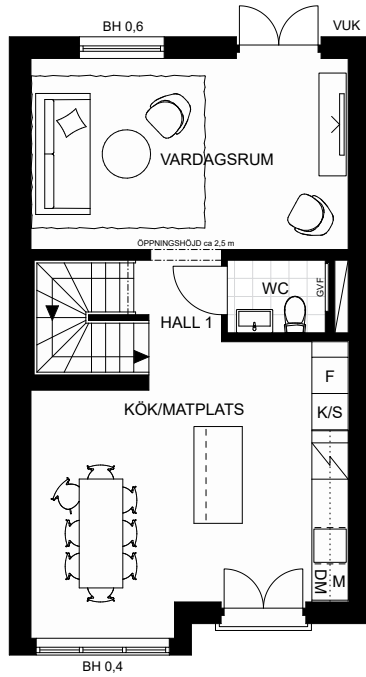 BH 0,6
VUK
VARDAGSRUM
ÖPPNINGSHÖJD ca 2,5 m
WC
GVF
HALL 1
F
KÖK/MATPLATS
K/S
DM
M
BH 0,4